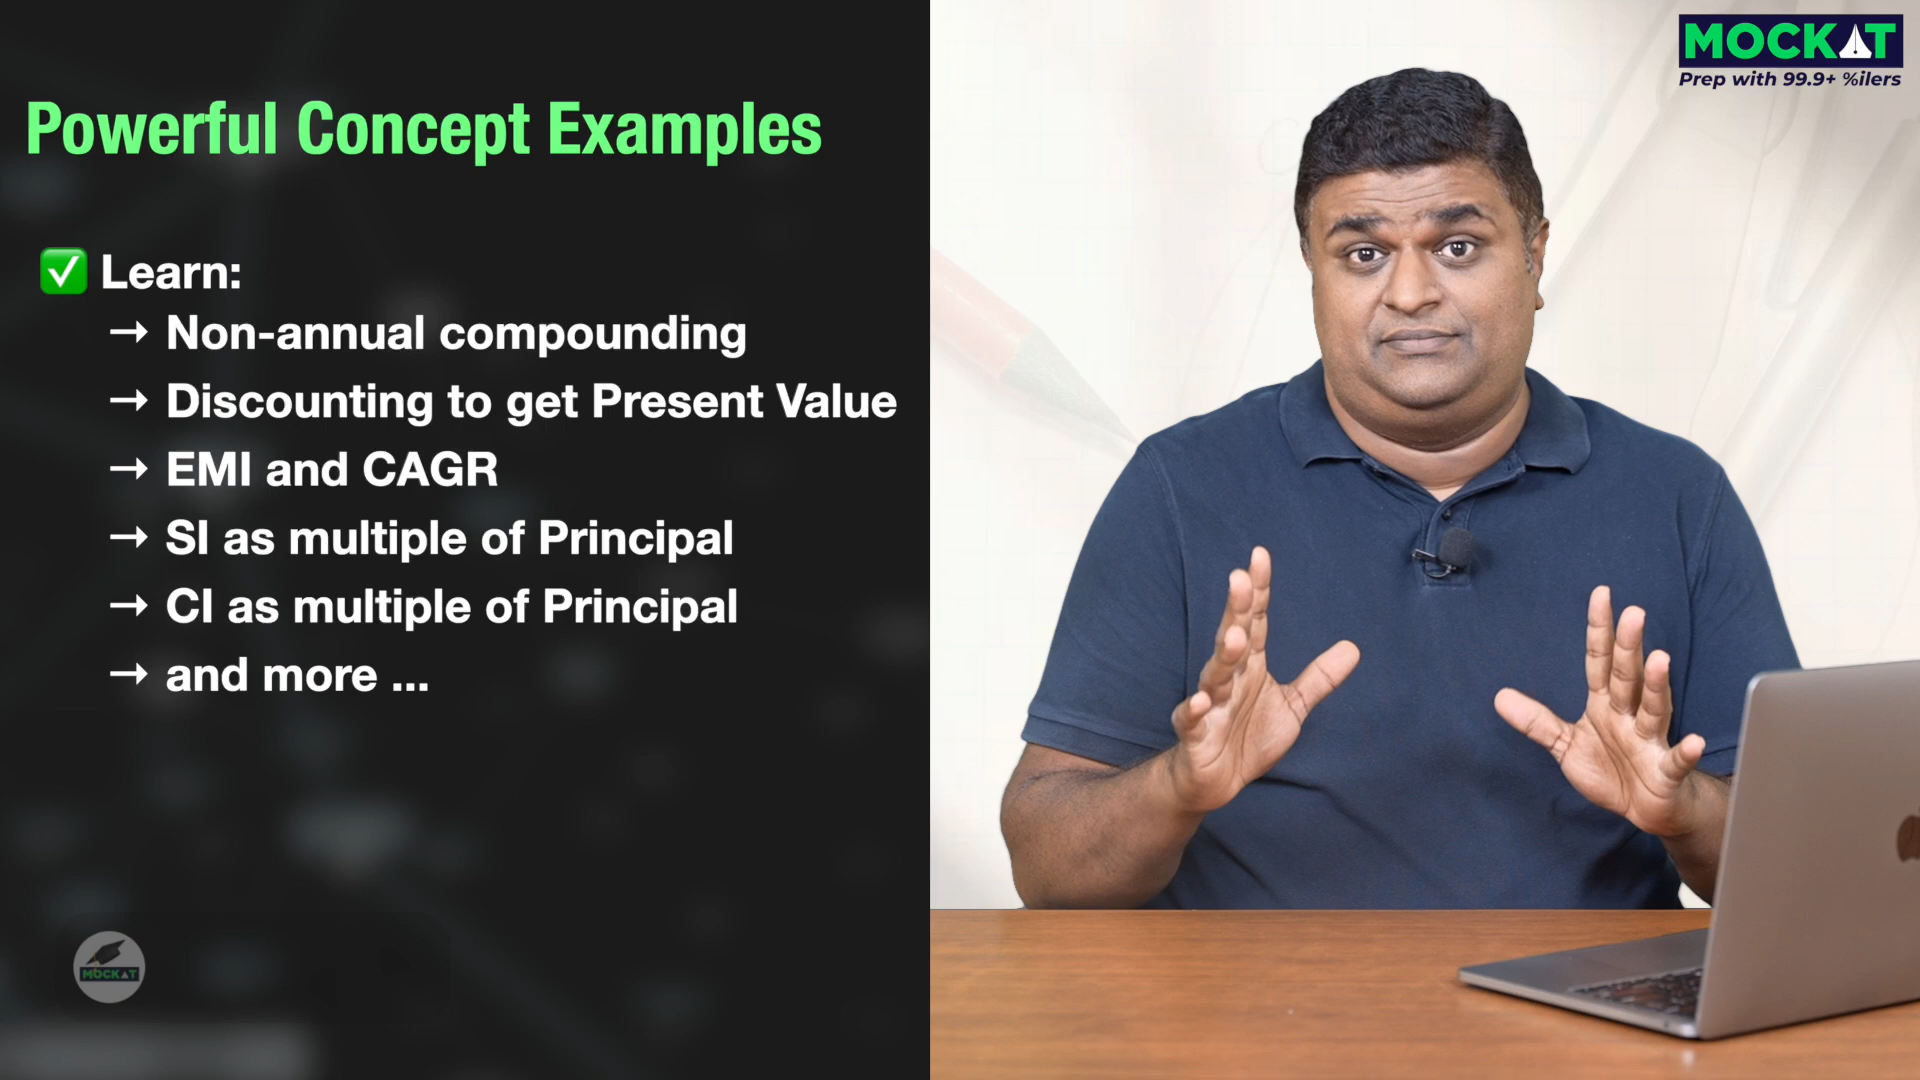 Powerful Concept Examples
✅ Learn:
→ Non-annual compounding
→ Discounting to get Present Value
→ EMI and CAGR
→ SI as multiple of Principal
→ CI as multiple of Principal
→ and more ...
MOCKAT
Prep with 99.9+ %ilers
MOCKAT